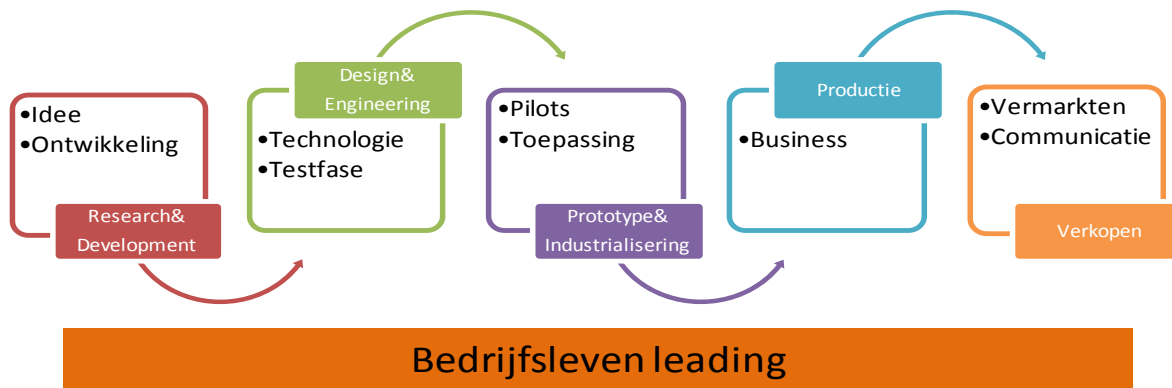 •Idee
•Ontwikkeling
Research&
Development
Design&
Engineering
•Technologie
•Testfase
•Pilots
•Toepassing
Prototype&
Industrialisering
Productie
•Business
•Vermarkten
•Communicatie
Verkopen
Bedrijfsleven leading